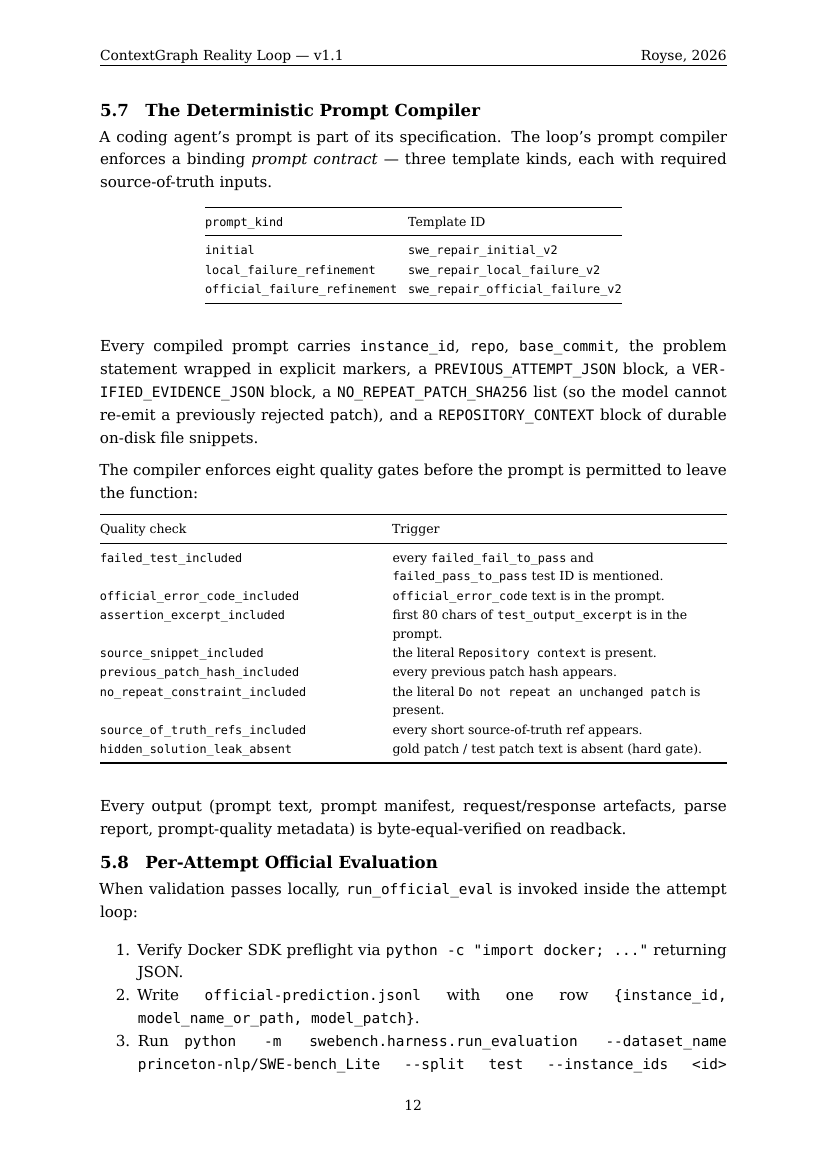 ContextGraph Reality Loop — v1.1 Royse, 2026
5.7 The Deterministic Prompt Compiler
A coding agent’s prompt is part of its specification. The loop’s prompt compiler
enforces a binding prompt contract — three template kinds, each with required
source-of-truth inputs.
prompt_kind Template ID
initial swe_repair_initial_v2
local_failure_refinement swe_repair_local_failure_v2
official_failure_refinement swe_repair_official_failure_v2
Every compiled prompt carries instance_id, repo, base_commit, the problem
statement wrapped in explicit markers, a PREVIOUS_ATTEMPT_JSON block, a VER-
IFIED_EVIDENCE_JSON block, a NO_REPEAT_PATCH_SHA256 list (so the model cannot
re-emit a previously rejected patch), and a REPOSITORY_CONTEXT block of durable
on-disk file snippets.
The compiler enforces eight quality gates before the prompt is permitted to leave
the function:
Quality check Trigger
failed_test_included every failed_fail_to_pass and
failed_pass_to_pass test ID is mentioned.
official_error_code_included official_error_code text is in the prompt.
assertion_excerpt_included first 80 chars of test_output_excerpt is in the
prompt.
source_snippet_included the literal Repository context is present.
previous_patch_hash_included every previous patch hash appears.
no_repeat_constraint_included the literal Do not repeat an unchanged patch is
present.
source_of_truth_refs_included every short source-of-truth ref appears.
hidden_solution_leak_absent gold patch / test patch text is absent (hard gate).
Every output (prompt text, prompt manifest, request/response artefacts, parse
report, prompt-quality metadata) is byte-equal-verified on readback.
5.8 Per-Attempt Official Evaluation
When validation passes locally, run_official_eval is invoked inside the attempt
loop:
1. Verify Docker SDK preflight via python -c "import docker; ..." returning
JSON.
2. Write official-prediction.jsonl with one row {instance_id,
model_name_or_path, model_patch}.
3. Run python -m swebench.harness.run_evaluation --dataset_name
princeton-nlp/SWE-bench_Lite --split test --instance_ids <id>
12